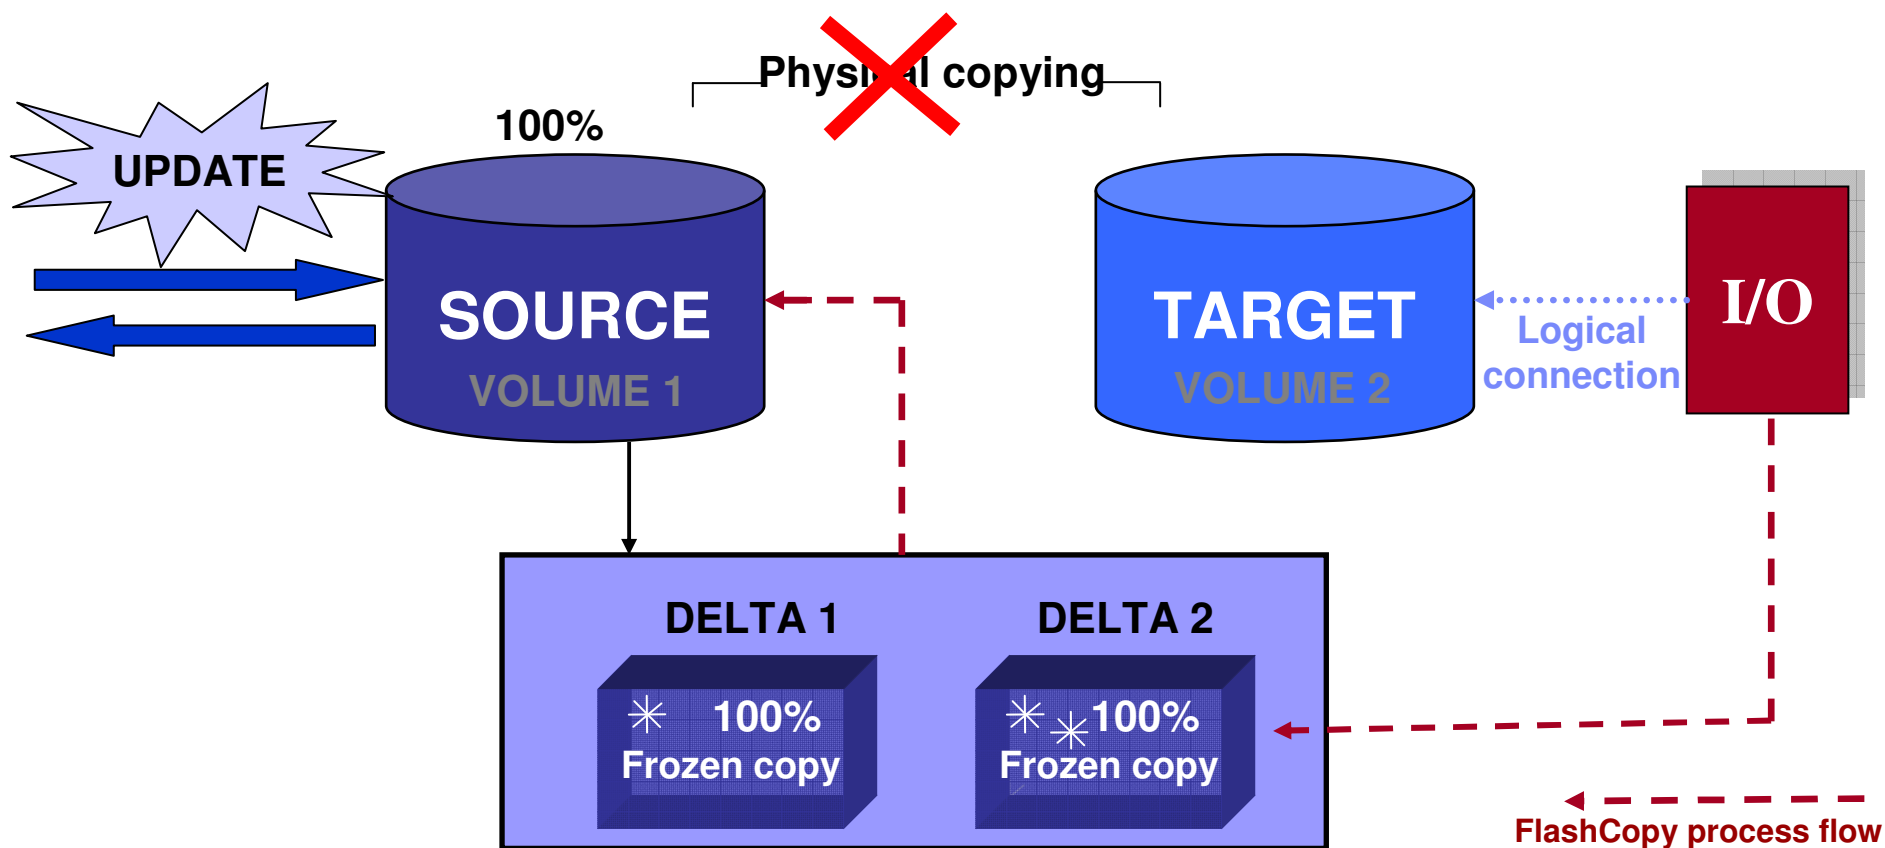 Physical copying
100%
UPDATE
SOURCE
VOLUME 1
TARGET
VOLUME 2
I/O
Logical
connection
DELTA 1
DELTA 2
100%
Frozen copy
100%
Frozen copy
FlashCopy process flow